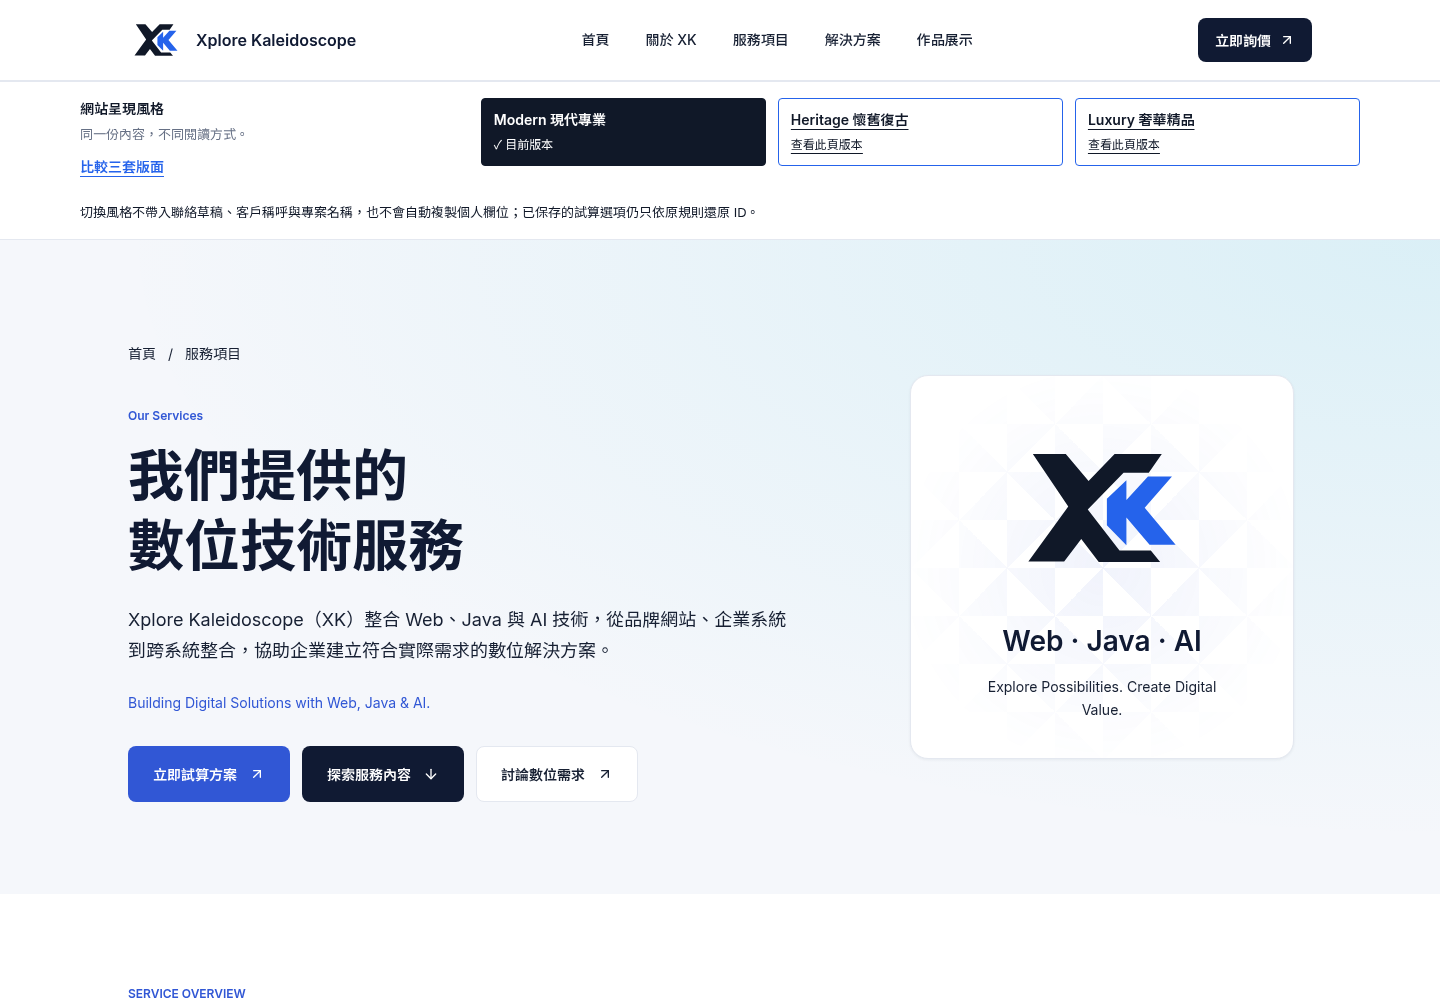 XK Xplore Kaleidoscope
首頁 關於 XK 服務項目 解決方案 作品展示
立即詢價
網站呈現風格
同一份內容，不同閱讀方式。
比較三套版面
Modern 現代專業
✓ 目前版本
Heritage 懷舊復古
查看此頁版本
Luxury 奢華精品
查看此頁版本
切換風格不帶入聯絡草稿、客戶稱呼與專案名稱，也不會自動複製個人欄位；已保存的試算選項仍只依原規則還原 ID。
首頁 / 服務項目
Our Services
我們提供的
數位技術服務
Xplore Kaleidoscope（XK）整合 Web、Java 與 AI 技術，從品牌網站、企業系統
到跨系統整合，協助企業建立符合實際需求的數位解決方案。
Building Digital Solutions with Web, Java & AI.
立即試算方案
探索服務內容
討論數位需求
XK
Web · Java · AI
Explore Possibilities. Create Digital
Value.
SERVICE OVERVIEW